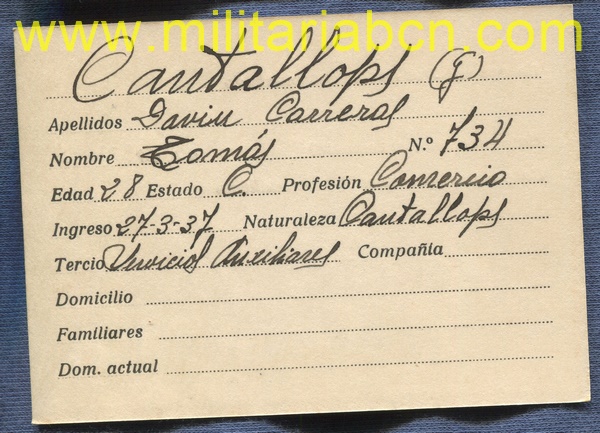 www.militariabcn.com
Cantallops (g)
Apellidos Daviu Carreras
Nombre Tomás N.º 734
Edad 28 Estado C. Profesión Comercio
Ingreso 27-3-37 Naturaleza Cantallops
Tercio Servicios Auxiliares Compañía
Domicilio
Familiares
Dom. actual